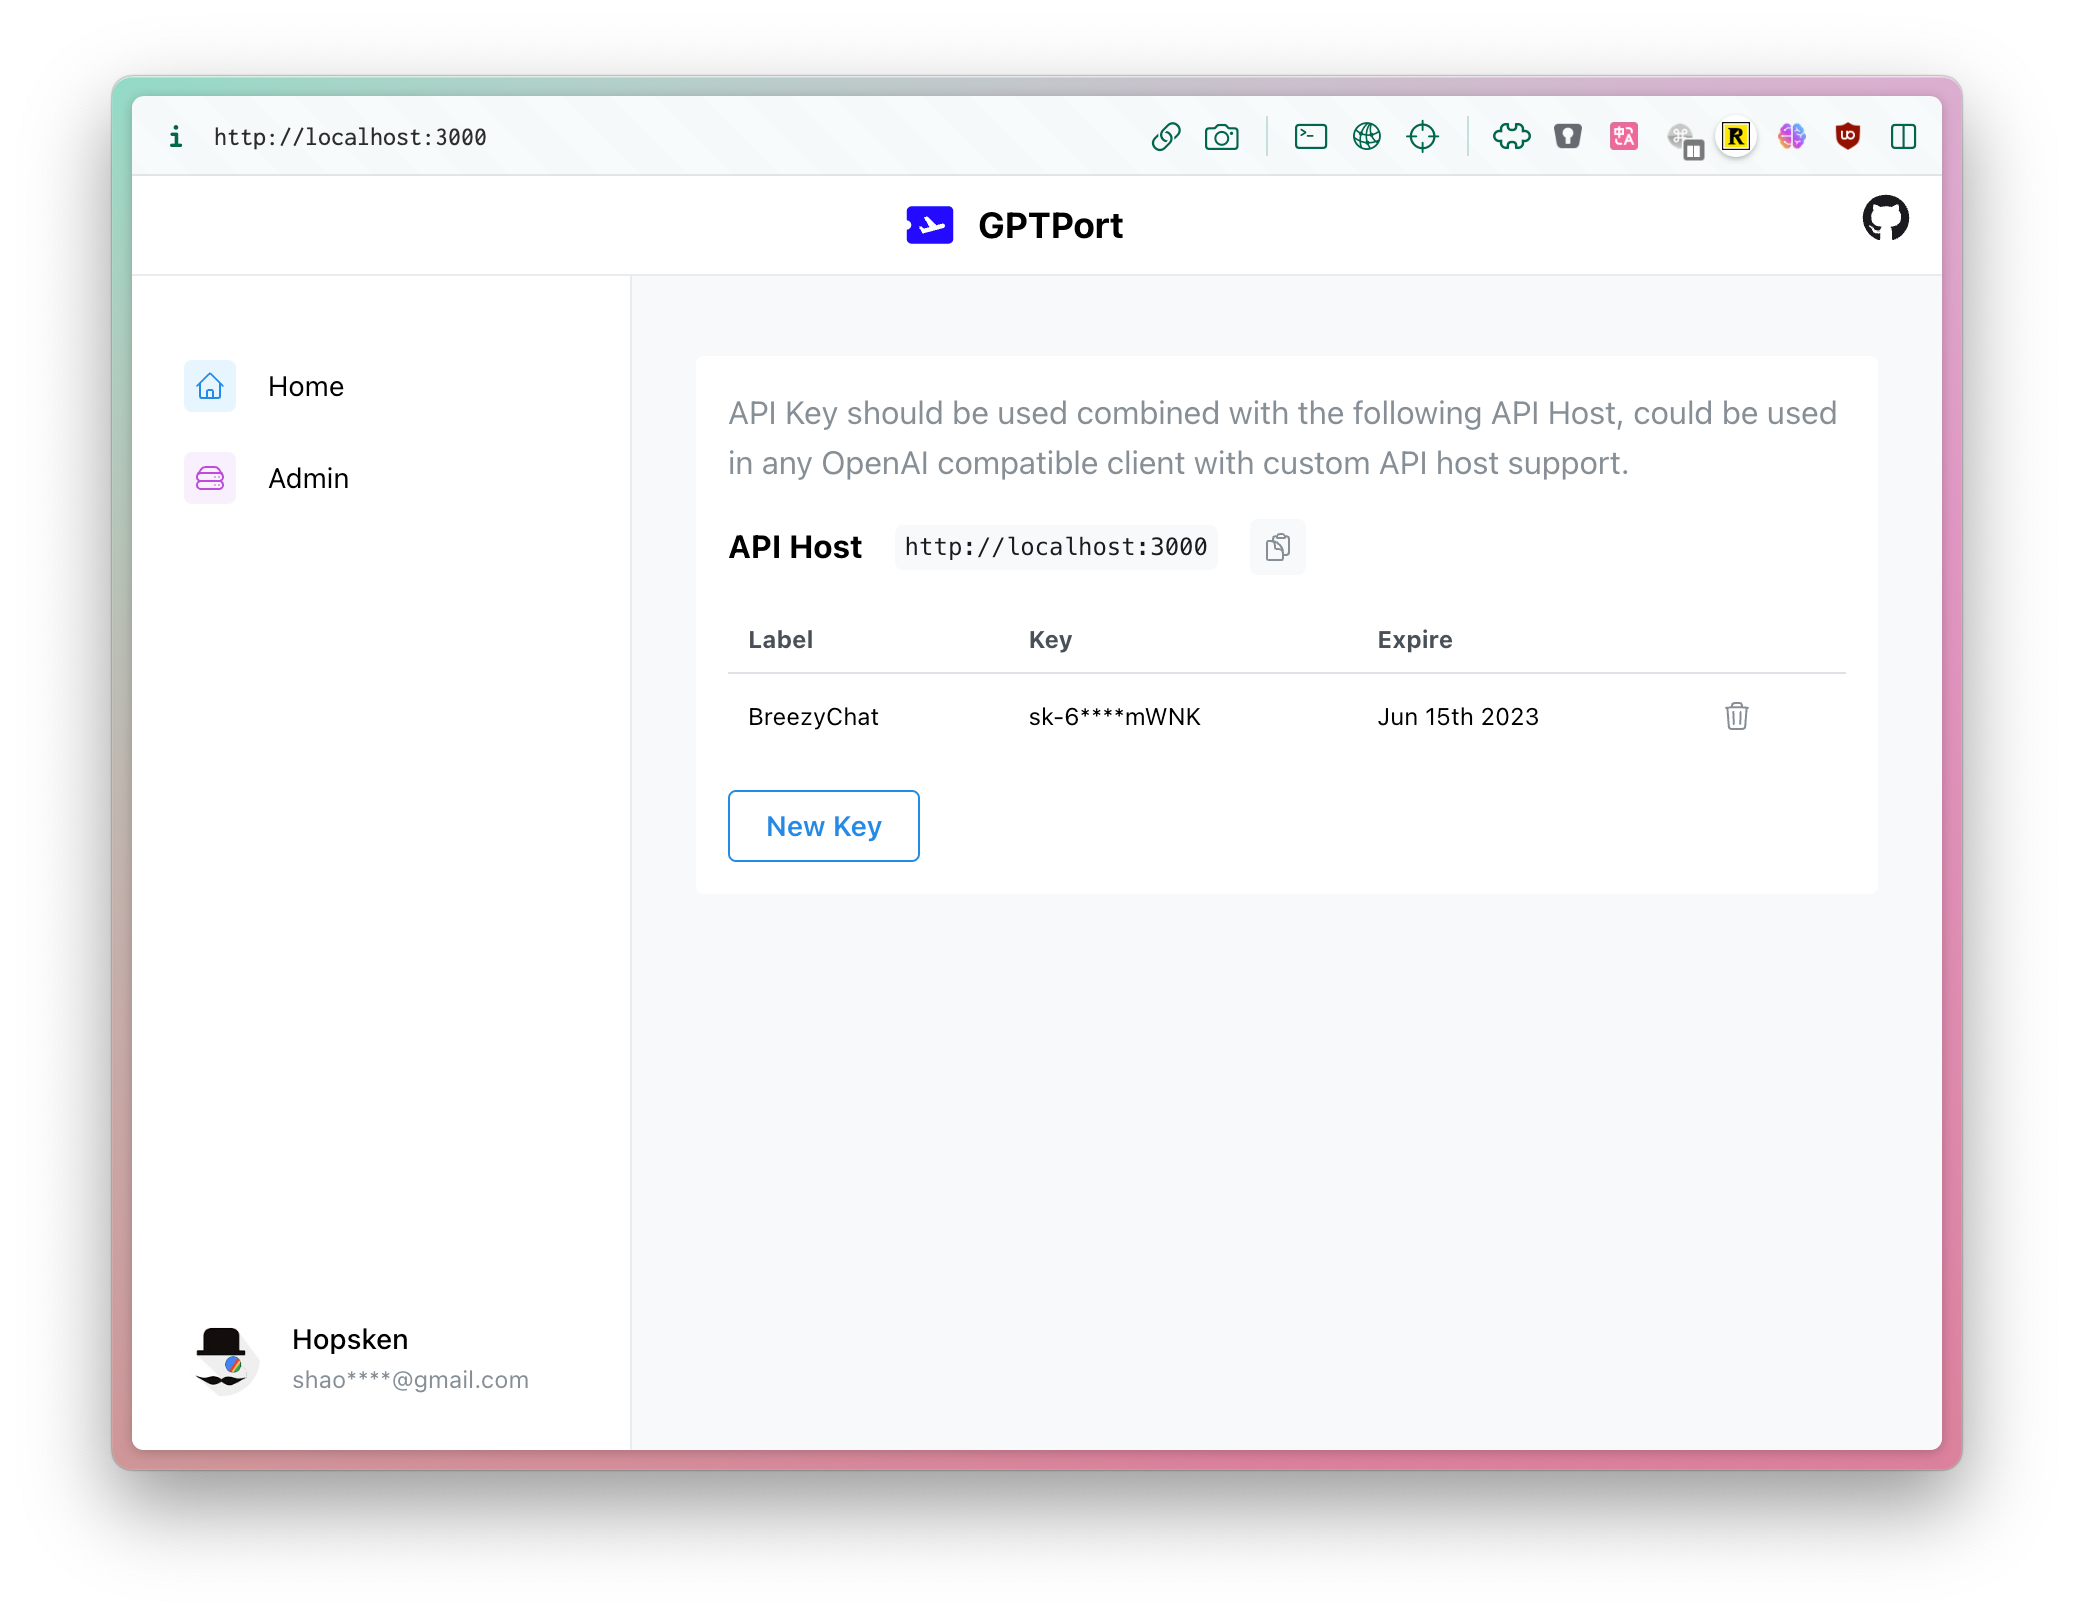 http://localhost:3000
GPTPort
Home
Admin
API Key should be used combined with the following API Host, could be used
in any OpenAI compatible client with custom API host support.
API Host http://localhost:3000
Label Key Expire
BreezyChat sk-6****mWNK Jun 15th 2023
New Key
Hopsken
shao****@gmail.com